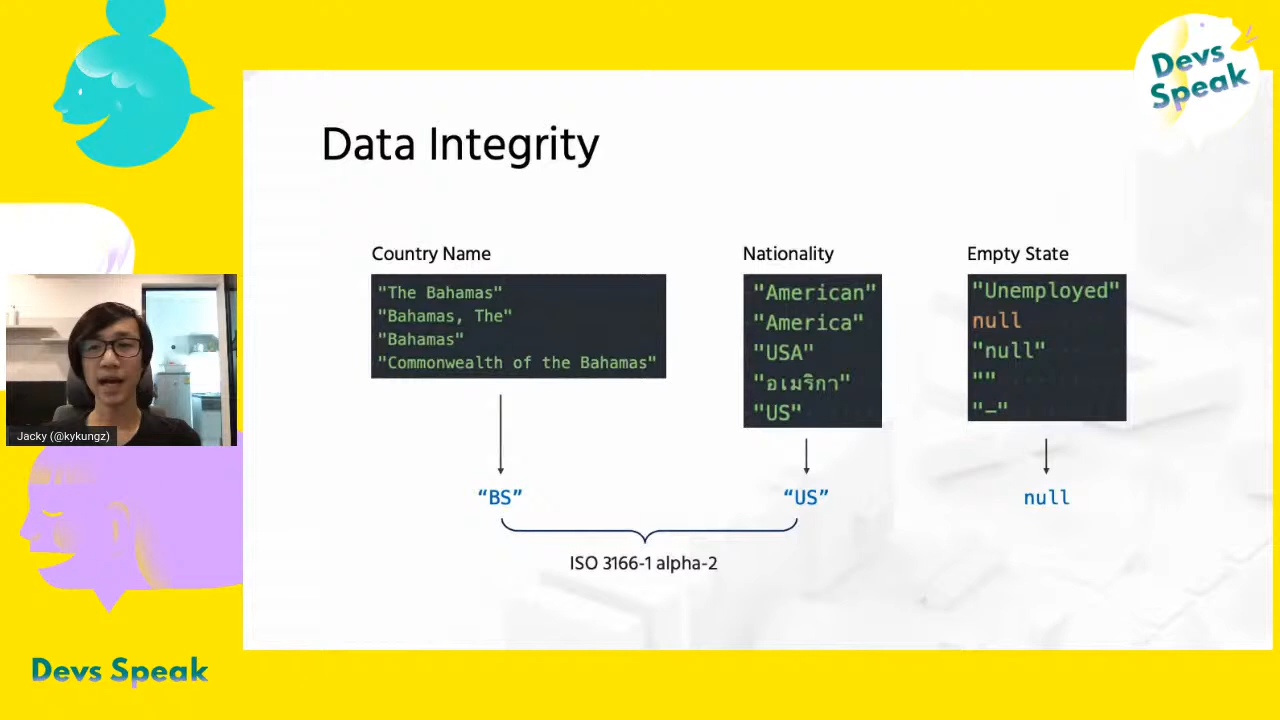 Devs
Speak
Data Integrity
Country Name
"The Bahamas"
"Bahamas, The"
"Bahamas"
"Commonwealth of the Bahamas"
Nationality
"American"
"America"
"USA"
"อเมริกา"
"US"
Empty State
"Unemployed"
null
"null"
""
"–"
“BS”
“US”
null
ISO 3166-1 alpha-2
Jacky (@kykungz)
Devs Speak